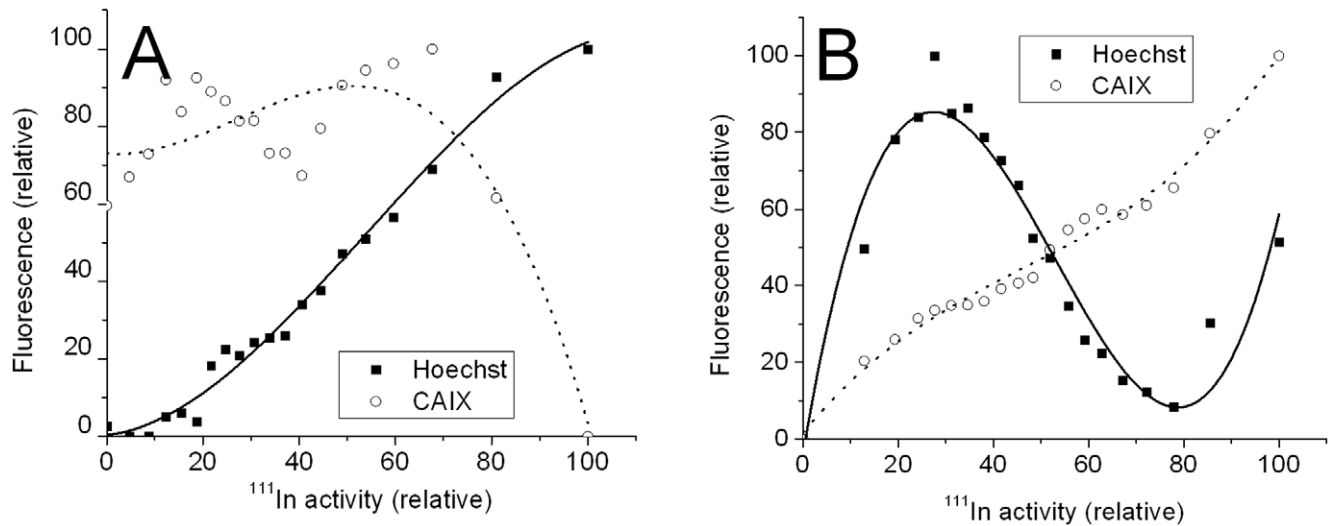 A
Fluorescence (relative)
100
80
60
40
20
0
Hoechst
CAIX
0 20 40 60 80 100
¹¹¹In activity (relative)
B
Fluorescence (relative)
100
80
60
40
20
0
Hoechst
CAIX
0 20 40 60 80 100
¹¹¹In activity (relative)